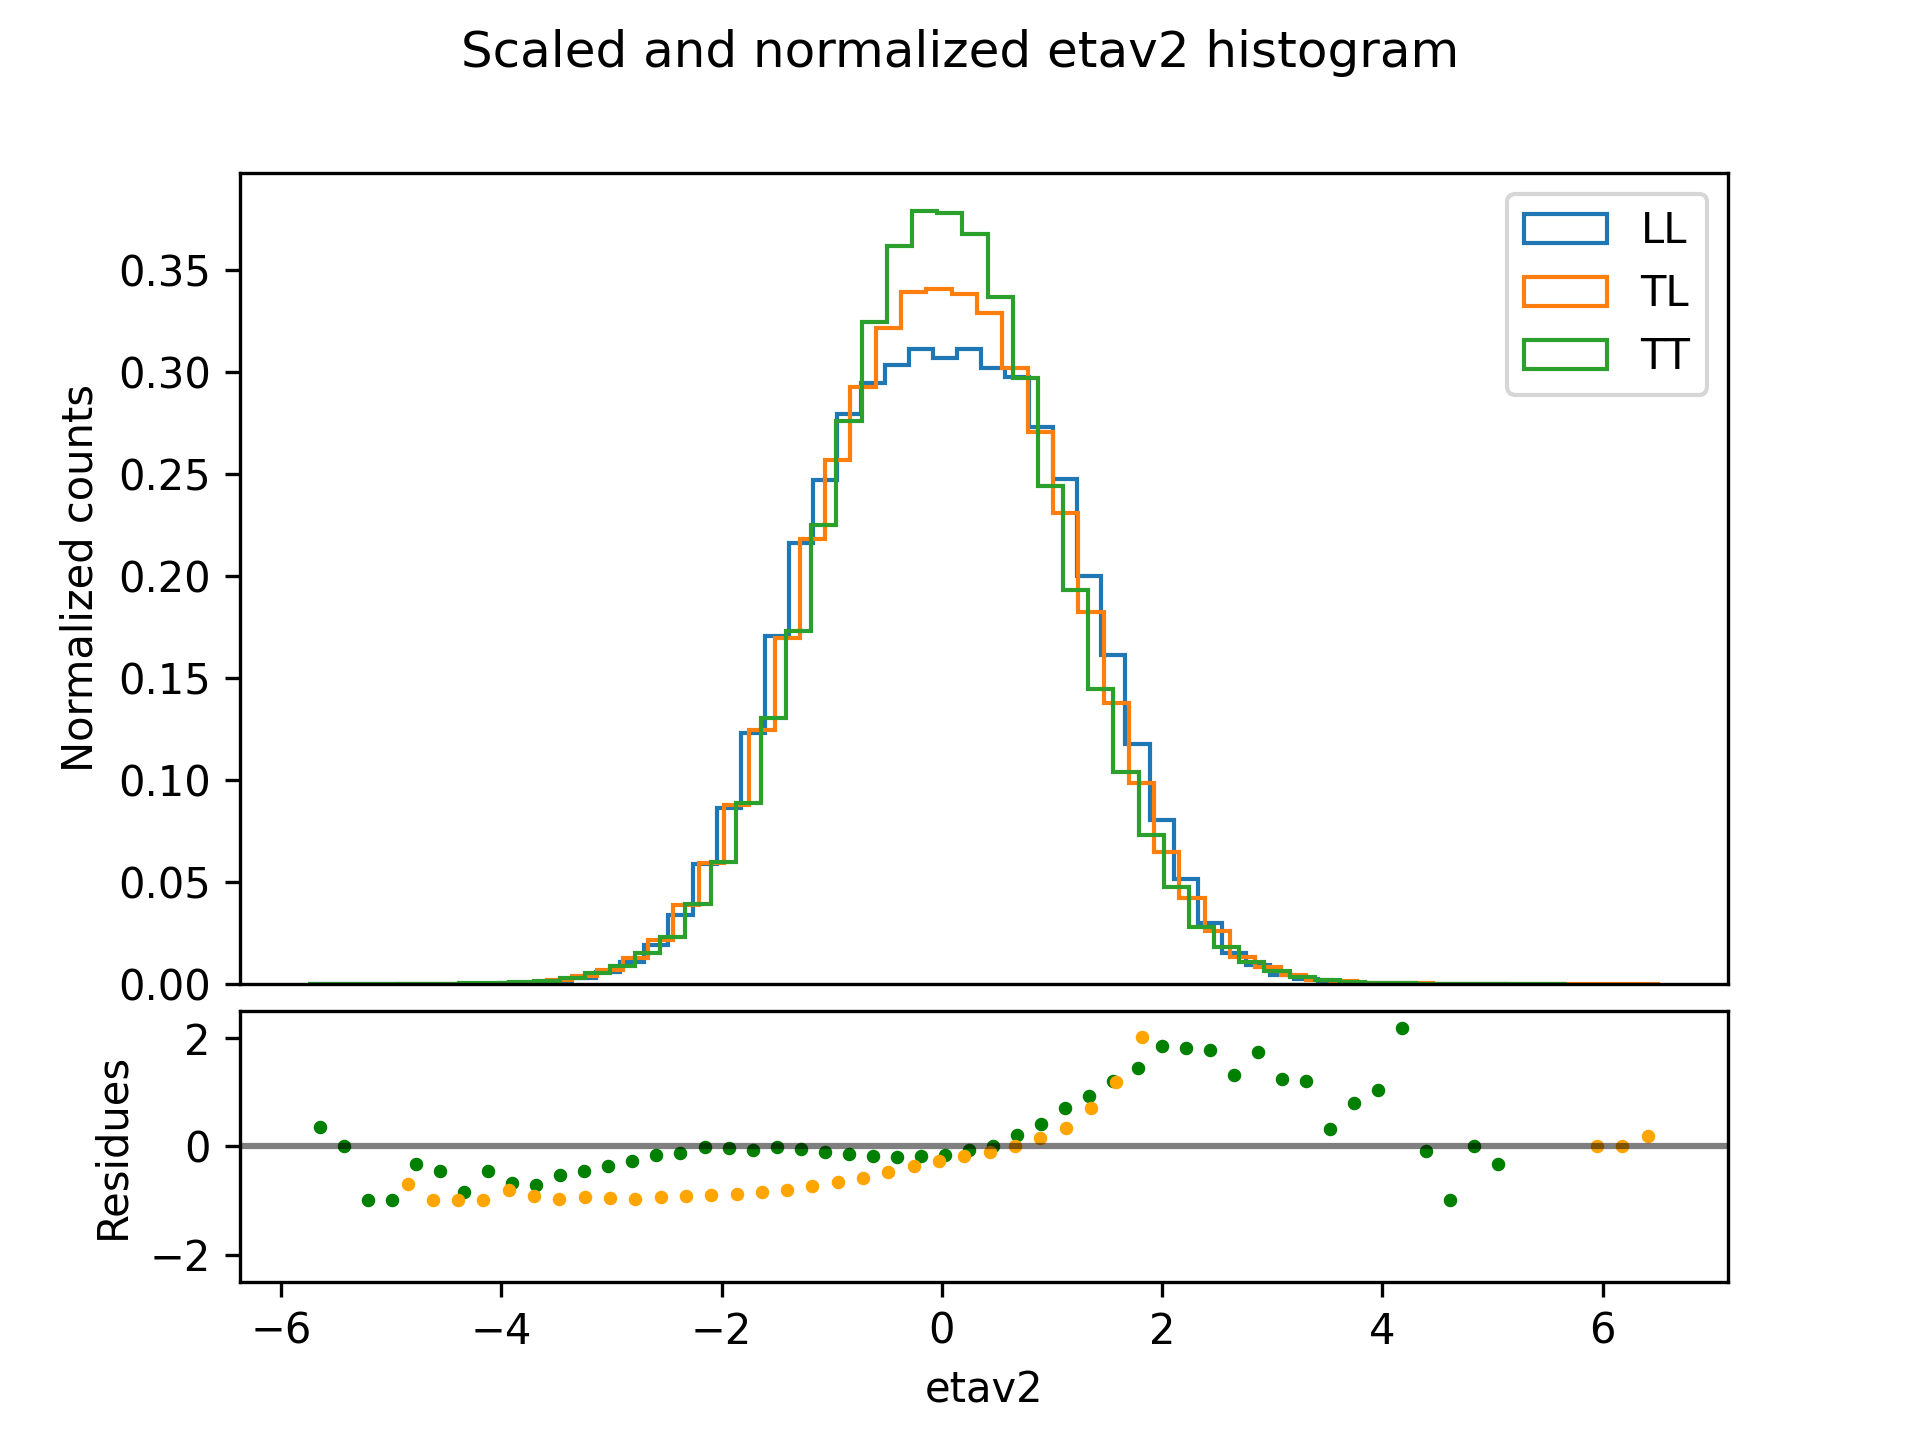 Scaled and normalized etav2 histogram
LL
TL
TT
Normalized counts
0.35
0.30
0.25
0.20
0.15
0.10
0.05
0.00
Residues
2
0
−2
−6 −4 −2 0 2 4 6
etav2